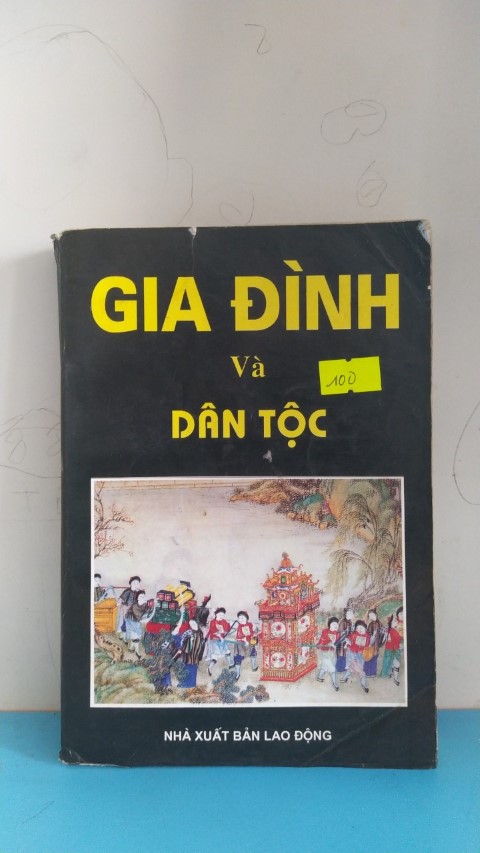 GIA ĐÌNH
Và
100
DÂN TỘC
NHÀ XUẤT BẢN LAO ĐỘNG